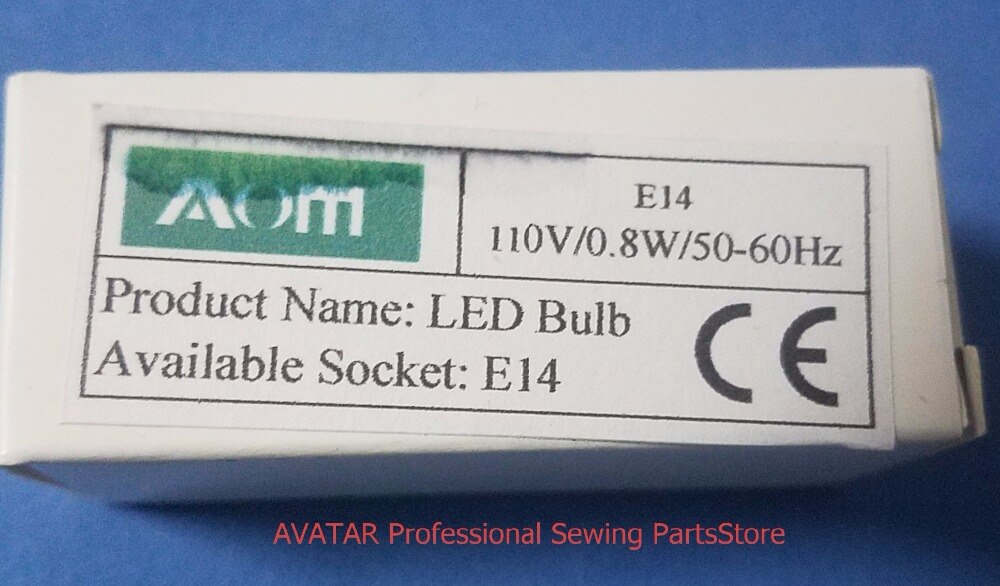 AOM
E14
110V/0.8W/50-60Hz
Product Name: LED Bulb
Available Socket: E14
CE
AVATAR Professional Sewing PartsStore